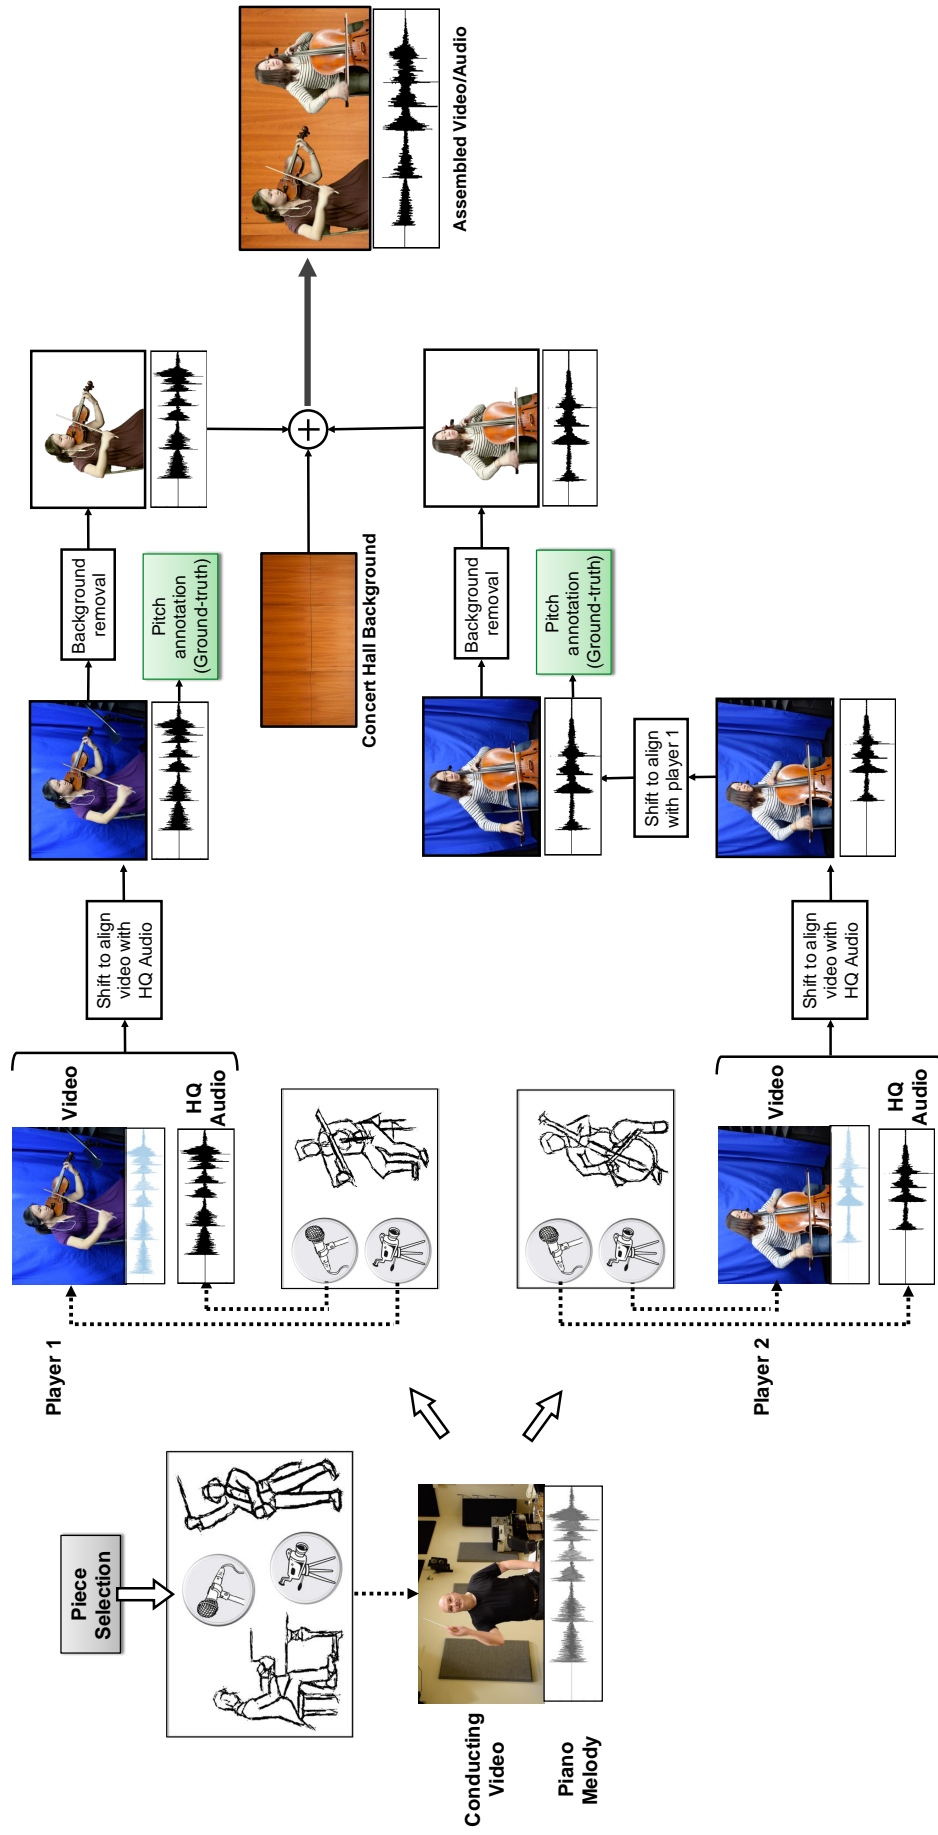 Piece
Selection
Conducting
Video
Piano
Melody
Player 1
Video
HQ
Audio
Shift to align
video with
HQ Audio
Background
removal
Pitch
annotation
(Ground-truth)
Concert Hall Background
Player 2
Video
HQ
Audio
Shift to align
video with
HQ Audio
Shift to align
with player 1
Background
removal
Pitch
annotation
(Ground-truth)
Assembled Video/Audio